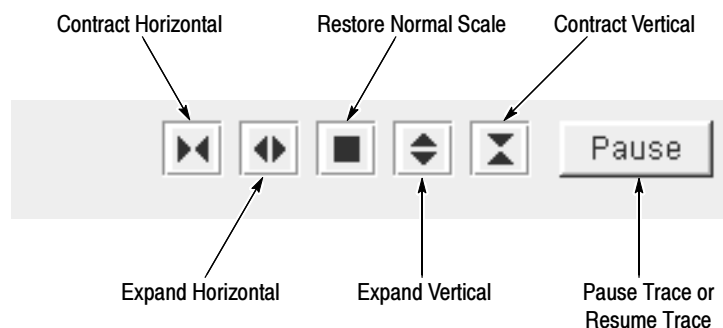 Contract Horizontal
Restore Normal Scale
Contract Vertical
Pause
Expand Horizontal
Expand Vertical
Pause Trace or
Resume Trace